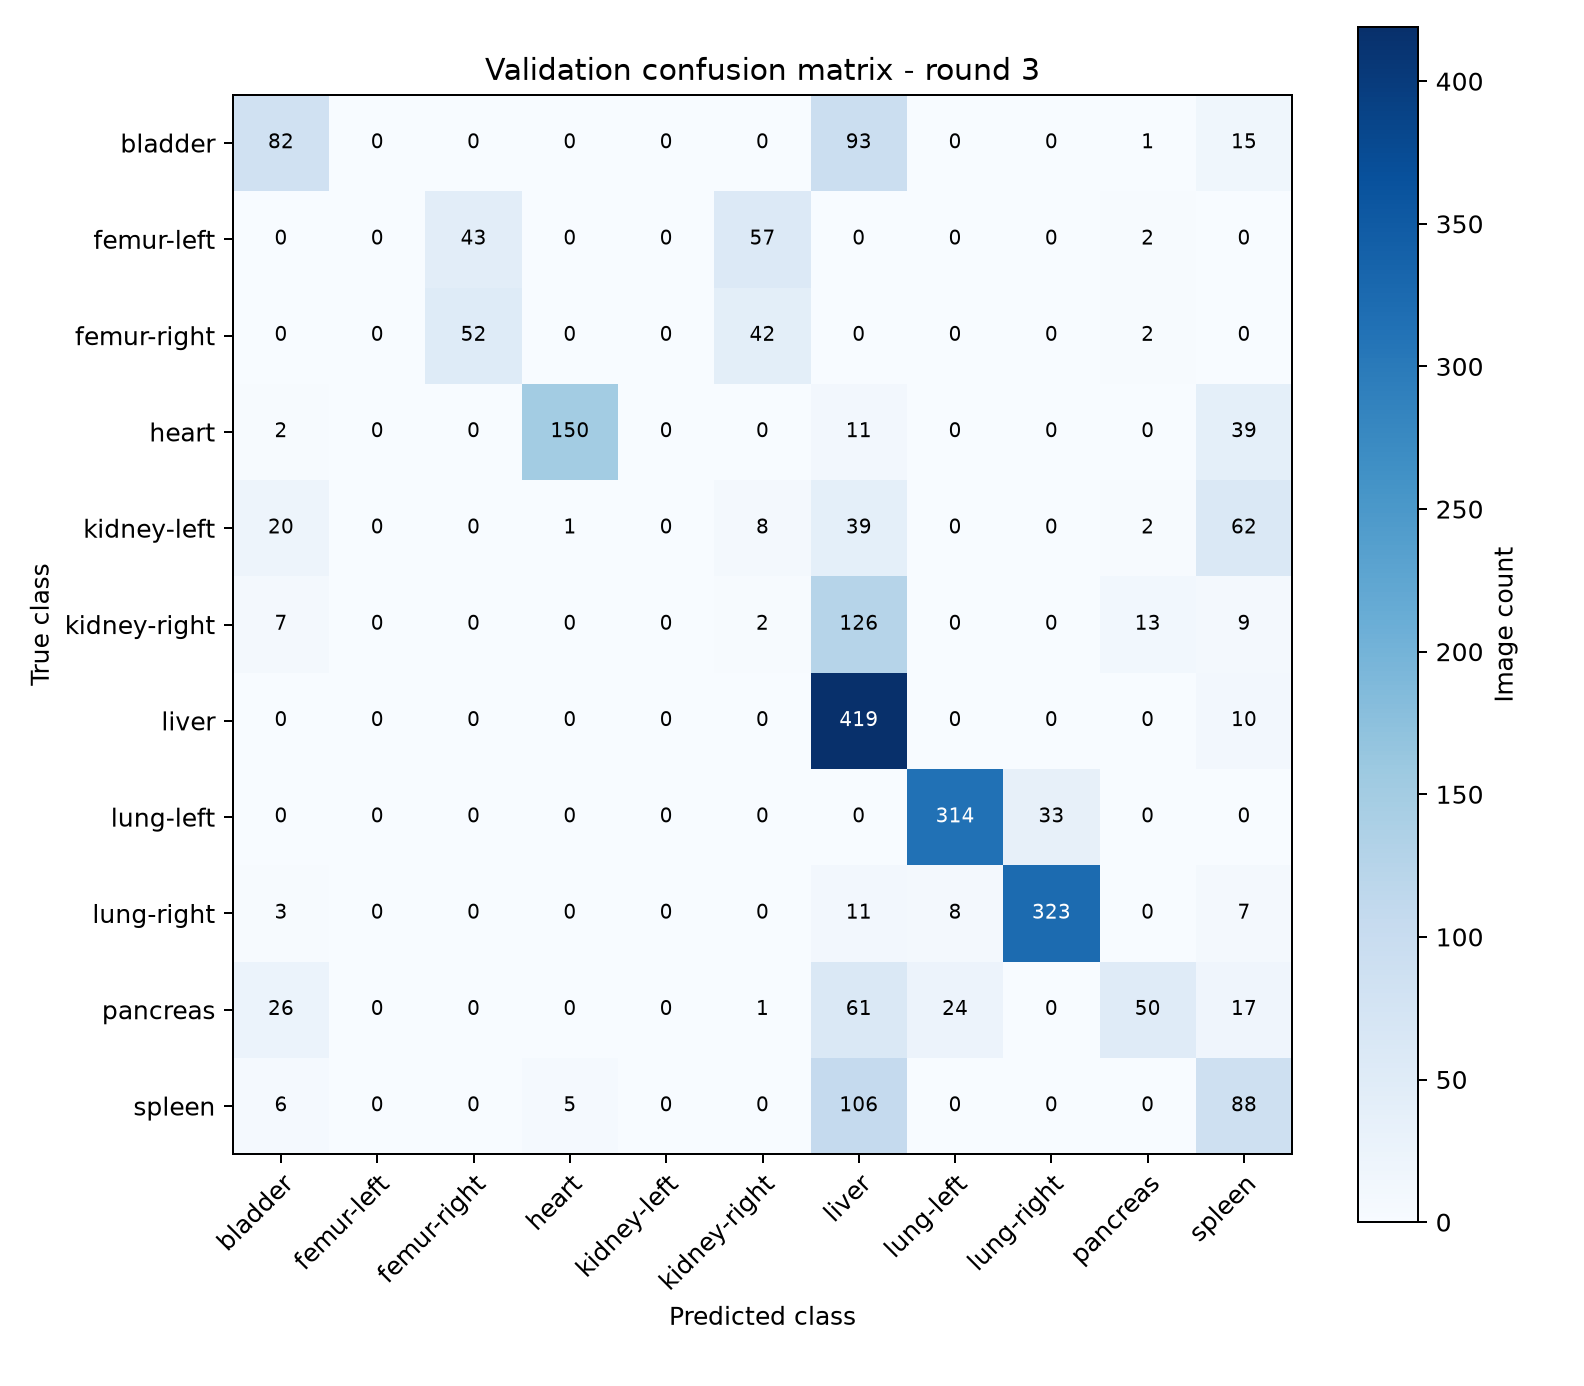 Validation confusion matrix - round 3
bladder 82 0 0 0 0 0 93 0 0 1 15
femur-left 0 0 43 0 0 57 0 0 0 2 0
femur-right 0 0 52 0 0 42 0 0 0 2 0
heart 2 0 0 150 0 0 11 0 0 0 39
kidney-left 20 0 0 1 0 8 39 0 0 2 62
kidney-right 7 0 0 0 0 2 126 0 0 13 9
liver 0 0 0 0 0 0 419 0 0 0 10
lung-left 0 0 0 0 0 0 0 314 33 0 0
lung-right 3 0 0 0 0 0 11 8 323 0 7
pancreas 26 0 0 0 0 1 61 24 0 50 17
spleen 6 0 0 5 0 0 106 0 0 0 88
bladder femur-left femur-right heart kidney-left kidney-right liver lung-left lung-right pancreas spleen
Predicted class
True class
400
350
300
250
200
150
100
50
0
Image count